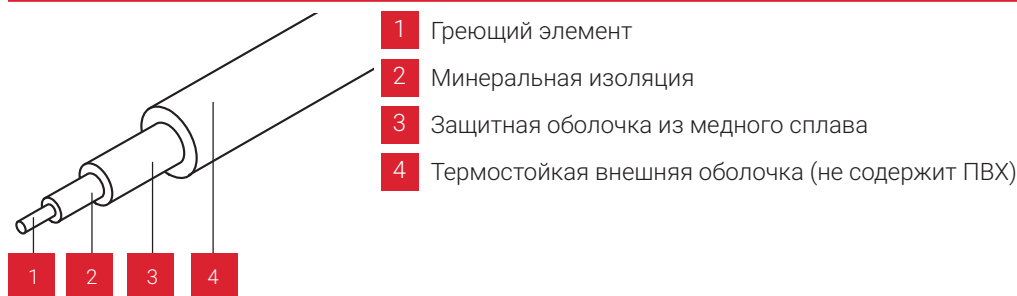 1 Греющий элемент
2 Минеральная изоляция
3 Защитная оболочка из медного сплава
4 Термостойкая внешняя оболочка (не содержит ПВХ)
1 2 3 4